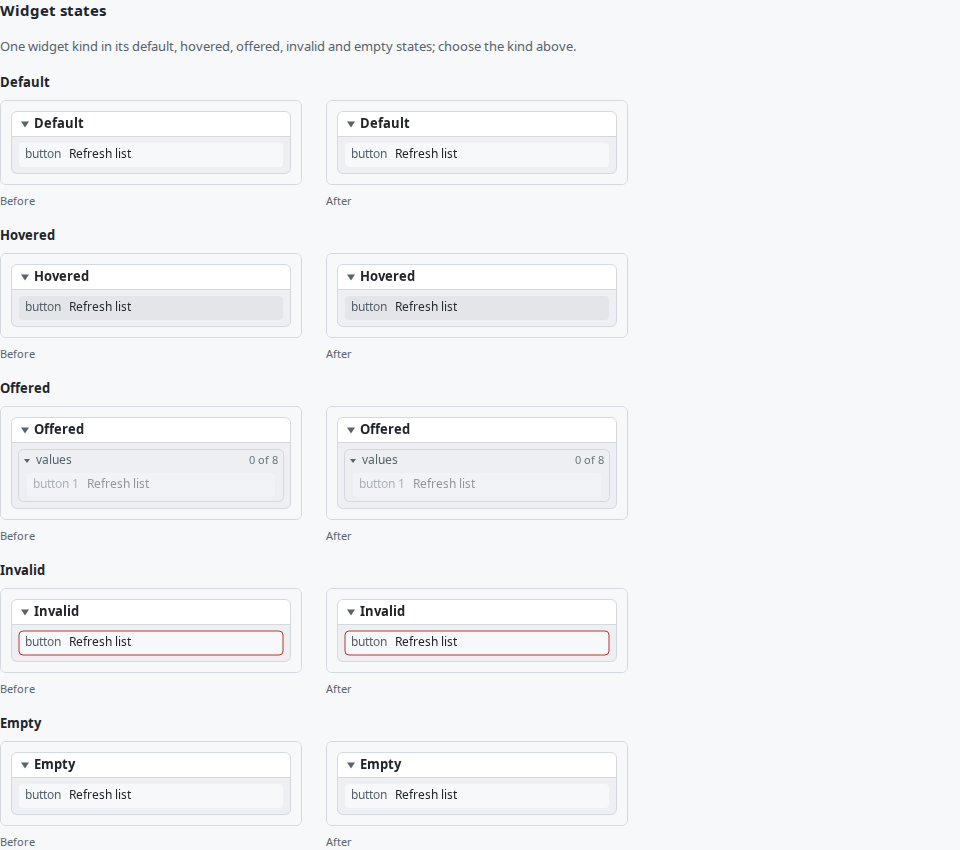 Widget states
One widget kind in its default, hovered, offered, invalid and empty states; choose the kind above.
Default
Default
button Refresh list
Before
Default
button Refresh list
After
Hovered
Hovered
button Refresh list
Before
Hovered
button Refresh list
After
Offered
Offered
values 0 of 8
button 1 Refresh list
Before
Offered
values 0 of 8
button 1 Refresh list
After
Invalid
Invalid
button Refresh list
Before
Invalid
button Refresh list
After
Empty
Empty
button Refresh list
Before
Empty
button Refresh list
After